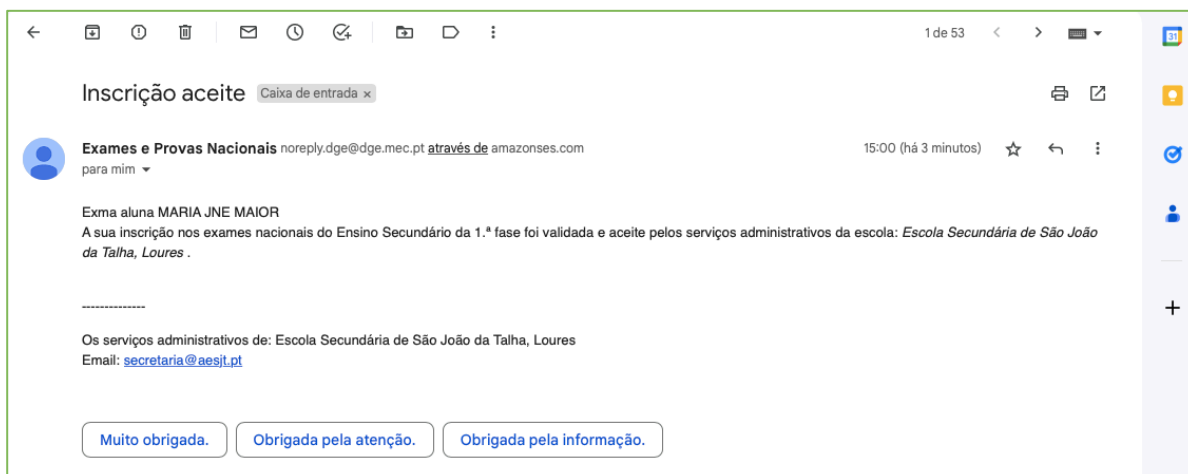 1 de 53
31
Inscrição aceite Caixa de entrada x
Exames e Provas Nacionais noreply.dge@dge.mec.pt através de amazonses.com 15:00 (há 3 minutos)
para mim
Exma aluna MARIA JNE MAIOR
A sua inscrição nos exames nacionais do Ensino Secundário da 1.ª fase foi validada e aceite pelos serviços administrativos da escola: Escola Secundária de São João
da Talha, Loures .
--------------
Os serviços administrativos de: Escola Secundária de São João da Talha, Loures
Email: secretaria@aesjt.pt
Muito obrigada. Obrigada pela atenção. Obrigada pela informação.